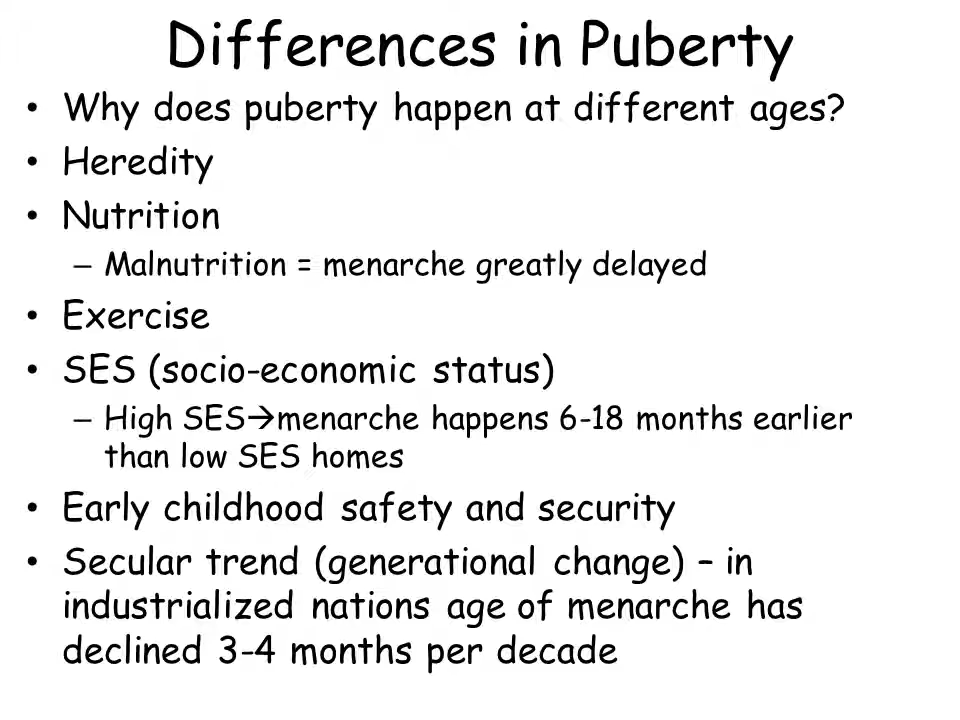 Differences in Puberty
• Why does puberty happen at different ages?
• Heredity
• Nutrition
– Malnutrition = menarche greatly delayed
• Exercise
• SES (socio-economic status)
– High SES→menarche happens 6-18 months earlier
than low SES homes
• Early childhood safety and security
• Secular trend (generational change) – in
industrialized nations age of menarche has
declined 3-4 months per decade